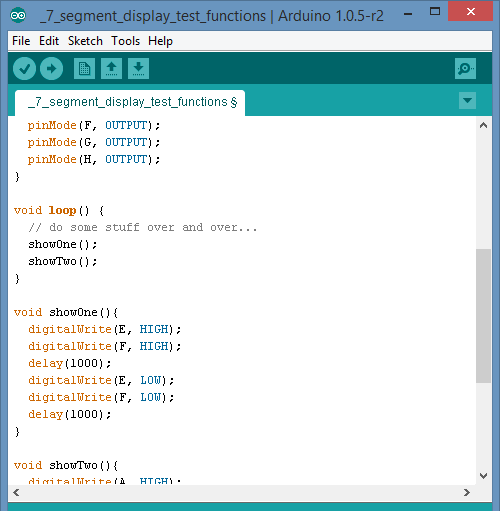 _7_segment_display_test_functions | Arduino 1.0.5-r2
File Edit Sketch Tools Help
_7_segment_display_test_functions §
pinMode(F, OUTPUT);
pinMode(G, OUTPUT);
pinMode(H, OUTPUT);
}
void loop() {
// do some stuff over and over...
showOne();
showTwo();
}
void showOne(){
digitalWrite(E, HIGH);
digitalWrite(F, HIGH);
delay(1000);
digitalWrite(E, LOW);
digitalWrite(F, LOW);
delay(1000);
}
void showTwo(){
digitalWrite(A, HIGH);